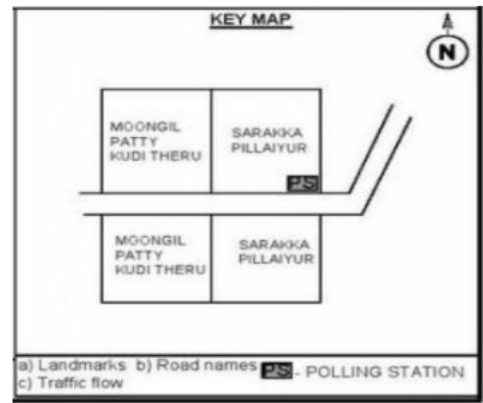 KEY MAP
N
MOONGIL
PATTY
KUDI THERU
SARAKKA
PILLAIYUR
PS
MOONGIL
PATTY
KUDI THERU
SARAKKA
PILLAIYUR
a) Landmarks b) Road names PS - POLLING STATION
c) Traffic flow